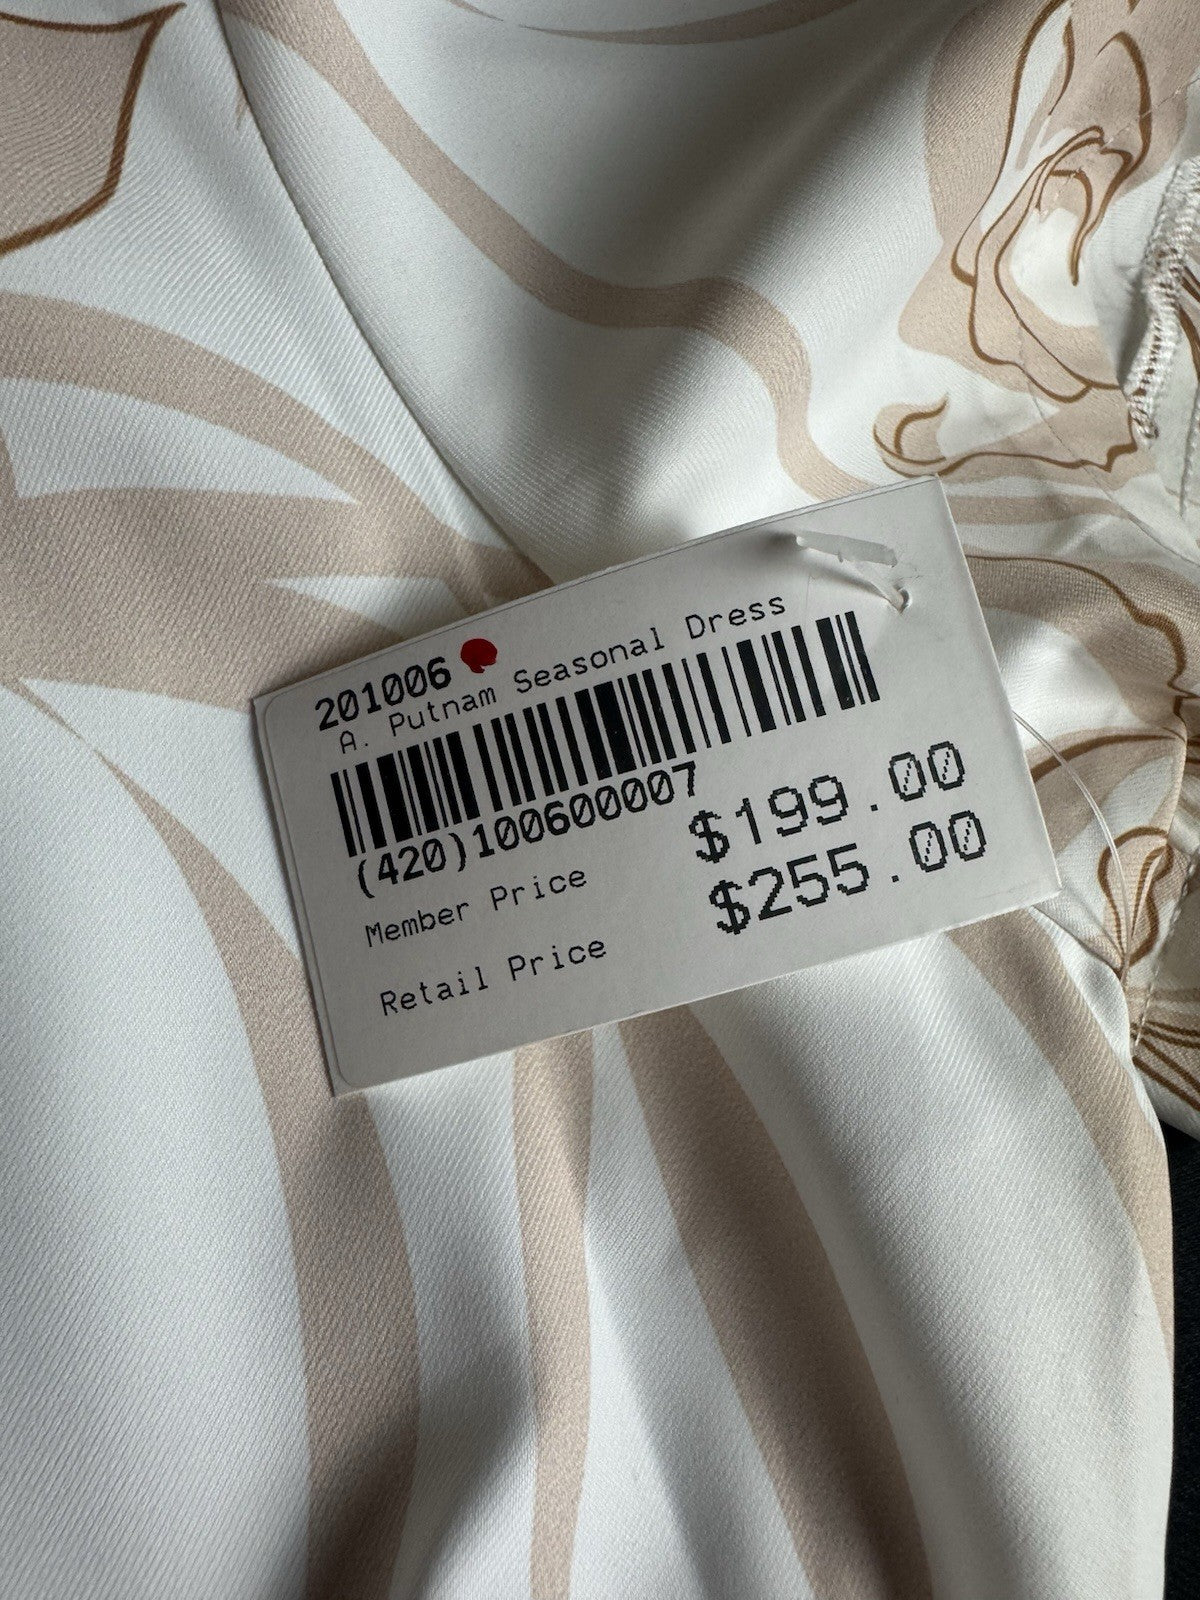 201006
A. Putnam Seasonal Dress
(420)100600007
Member Price $199.00
Retail Price $255.00